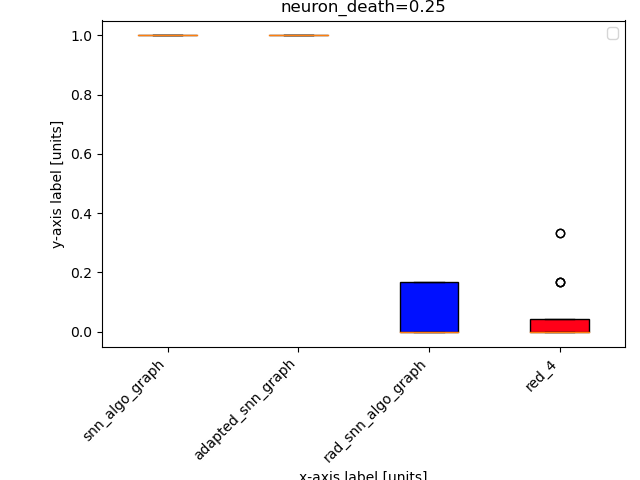 neuron_death=0.25
y-axis label [units]
1.0
0.8
0.6
0.4
0.2
0.0
snn_algo_graph
adapted_snn_graph
rad_snn_algo_graph
red_4
x-axis label [units]